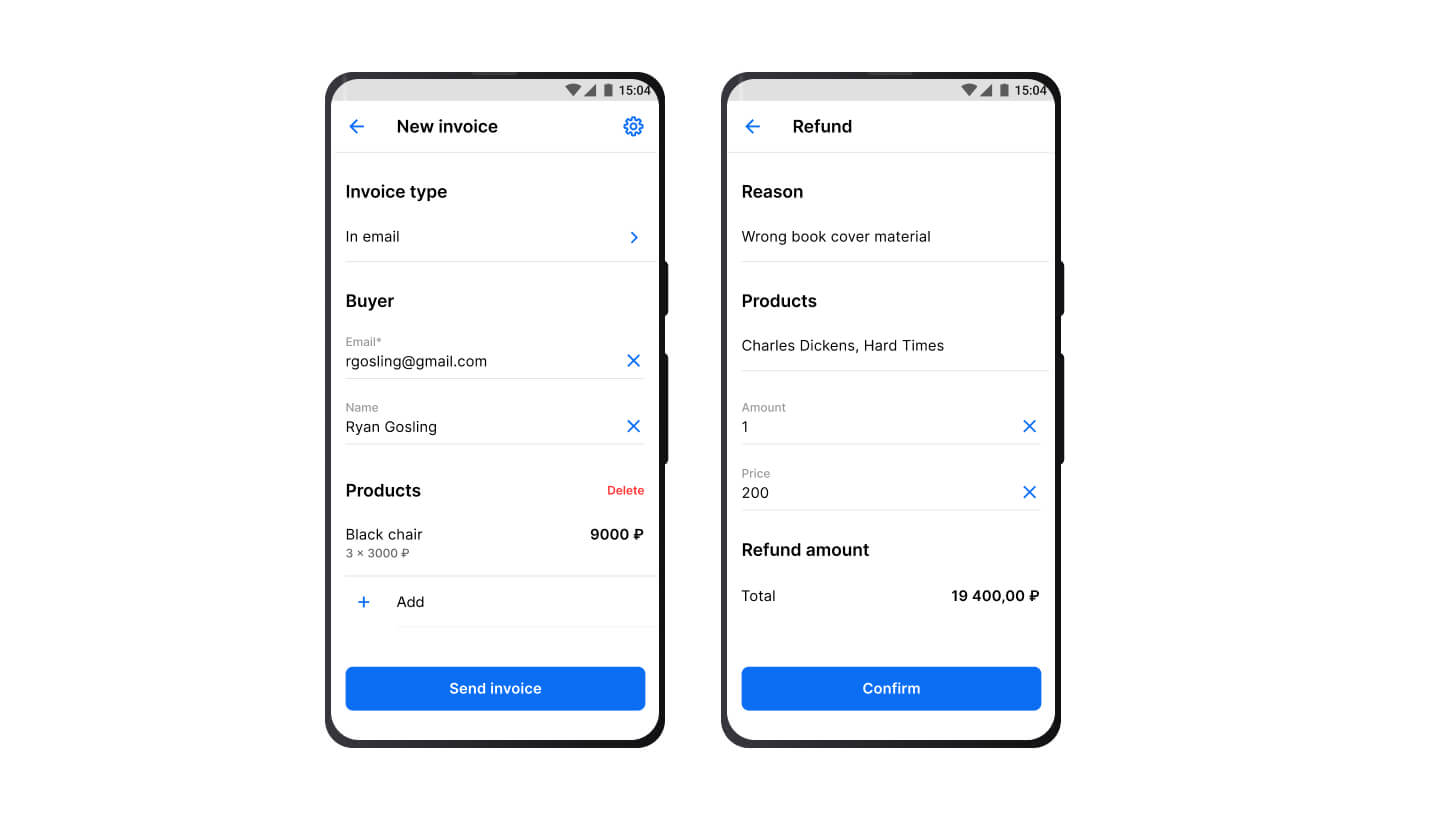 15:04
New invoice
Invoice type
In email
Buyer
Email*
rgosling@gmail.com
Name
Ryan Gosling
Products Delete
Black chair 9000 ₽
3 × 3000 ₽
Add
Send invoice
15:04
Refund
Reason
Wrong book cover material
Products
Charles Dickens, Hard Times
Amount
1
Price
200
Refund amount
Total 19 400,00 ₽
Confirm